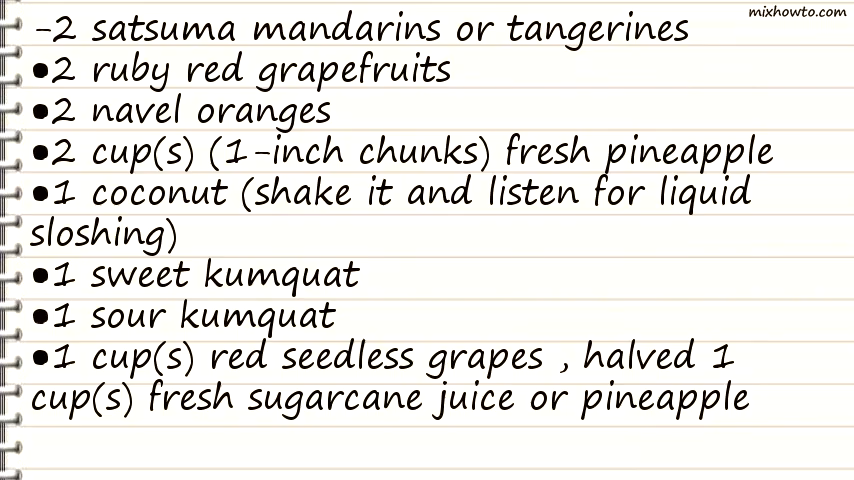 mixhowto.com
-2 satsuma mandarins or tangerines
•2 ruby red grapefruits
•2 navel oranges
•2 cup(s) (1-inch chunks) fresh pineapple
•1 coconut (shake it and listen for liquid
sloshing)
•1 sweet kumquat
•1 sour kumquat
•1 cup(s) red seedless grapes , halved 1
cup(s) fresh sugarcane juice or pineapple